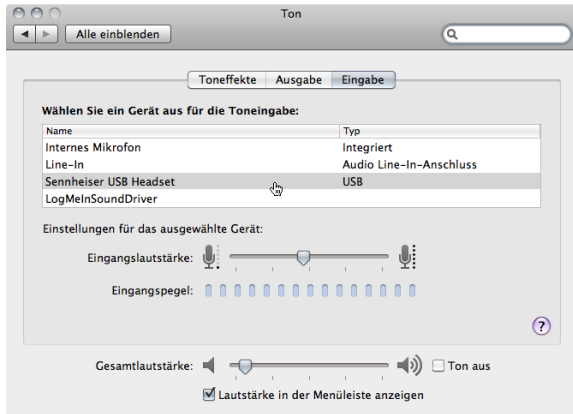 Ton
Alle einblenden
Toneffekte Ausgabe Eingabe
Wählen Sie ein Gerät aus für die Toneingabe:
Name Typ
Internes Mikrofon Integriert
Line-In Audio Line-In-Anschluss
Sennheiser USB Headset USB
LogMeInSoundDriver
Einstellungen für das ausgewählte Gerät:
Eingangslautstärke:
Eingangspegel:
?
Gesamtlautstärke: Ton aus
Lautstärke in der Menüleiste anzeigen